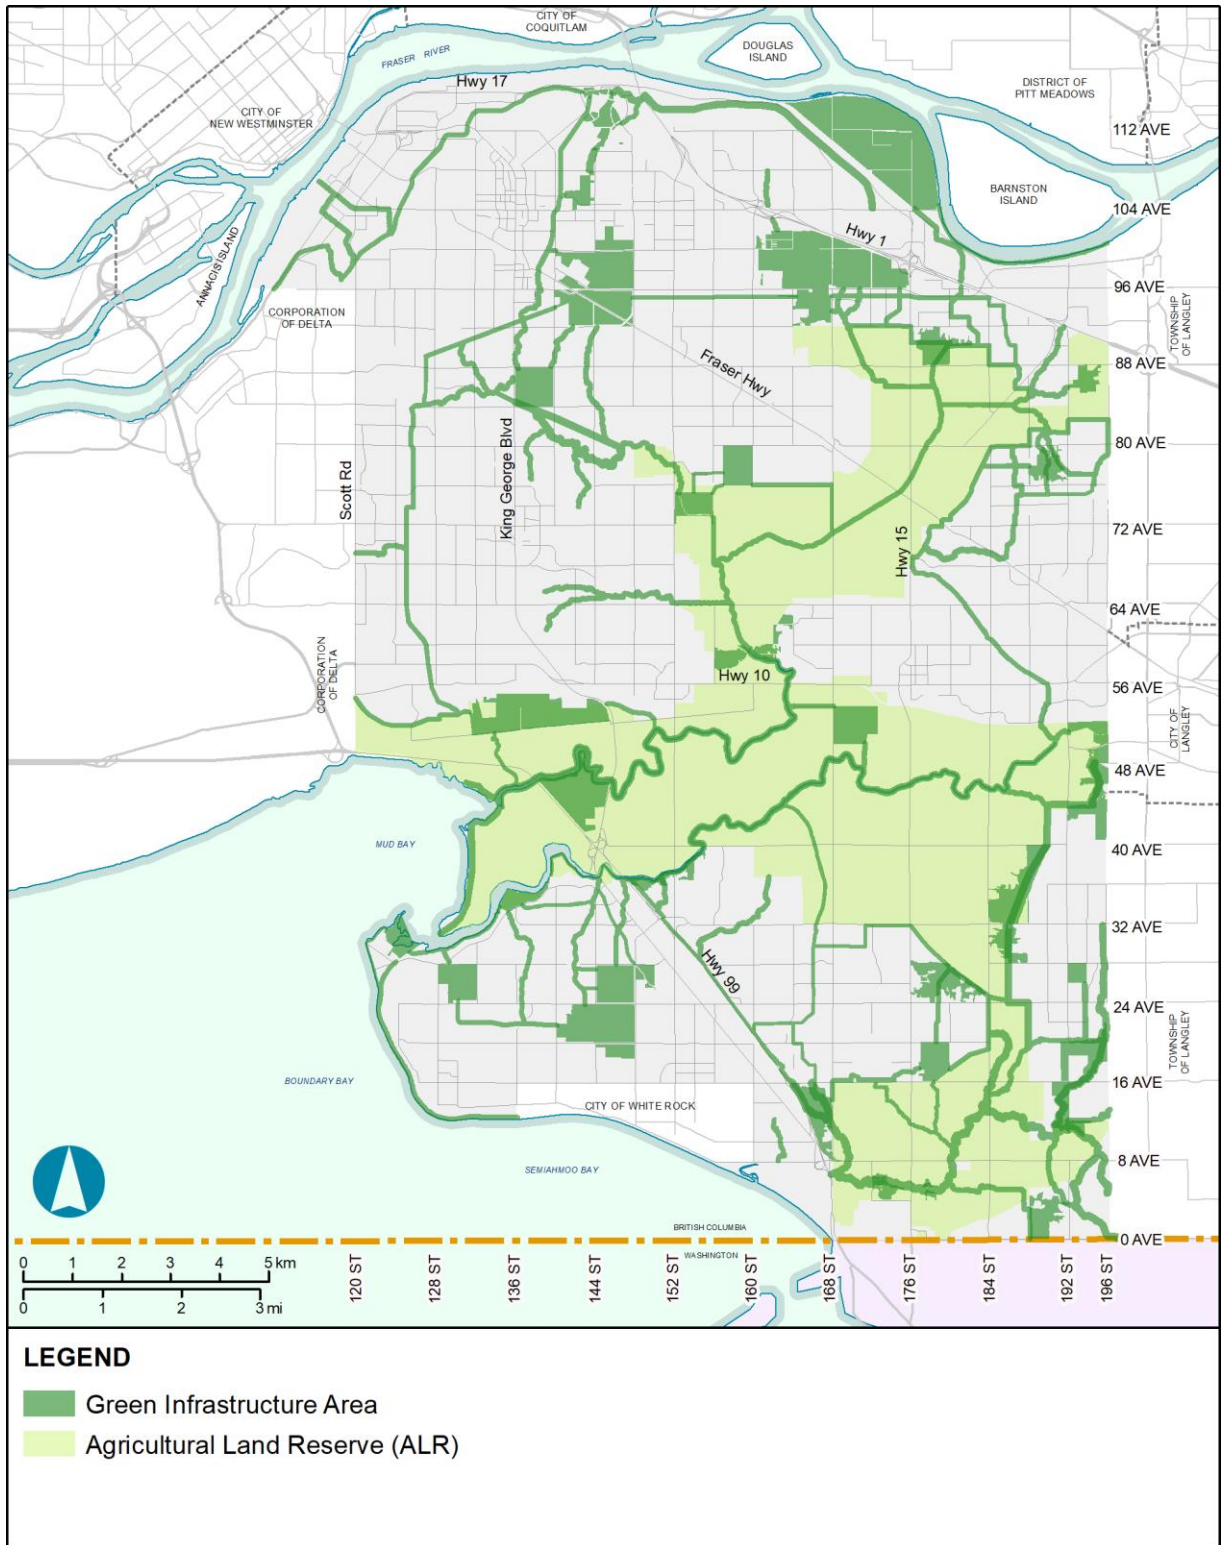 CITY OF
COQUITLAM
FRASER RIVER
DOUGLAS
ISLAND
Hwy 17
DISTRICT OF
PITT MEADOWS
CITY OF
NEW WESTMINSTER
112 AVE
BARNSTON
ISLAND
104 AVE
Hwy 1
ANNACIS ISLAND
96 AVE
CORPORATION
OF DELTA
TOWNSHIP
OF LANGLEY
Fraser Hwy
88 AVE
80 AVE
King George Blvd
Scott Rd
72 AVE
Hwy 15
64 AVE
CORPORATION
OF DELTA
Hwy 10
56 AVE
CITY OF
LANGLEY
48 AVE
MUD BAY
40 AVE
32 AVE
Hwy 99
24 AVE
TOWNSHIP
OF LANGLEY
BOUNDARY BAY
16 AVE
CITY OF WHITE ROCK
8 AVE
SEMIAHMOO BAY
BRITISH COLUMBIA
0 AVE
WASHINGTON
0 1 2 3 4 5 km
0 1 2 3 mi
120 ST
128 ST
136 ST
144 ST
152 ST
160 ST
168 ST
176 ST
184 ST
192 ST
196 ST
LEGEND
Green Infrastructure Area
Agricultural Land Reserve (ALR)